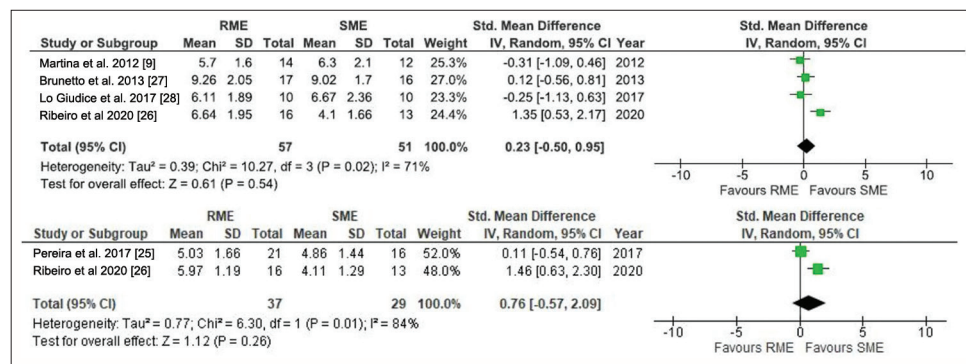 RME SME Std. Mean Difference Std. Mean Difference
Study or Subgroup Mean SD Total Mean SD Total Weight IV, Random, 95% CI Year IV, Random, 95% CI
Martina et al. 2012 [9] 5.7 1.6 14 6.3 2.1 12 25.3% -0.31 [-1.09, 0.46] 2012
Brunetto et al. 2013 [27] 9.26 2.05 17 9.02 1.7 16 27.0% 0.12 [-0.56, 0.81] 2013
Lo Giudice et al. 2017 [28] 6.11 1.89 10 6.67 2.36 10 23.3% -0.25 [-1.13, 0.63] 2017
Ribeiro et al 2020 [26] 6.64 1.95 16 4.1 1.66 13 24.4% 1.35 [0.53, 2.17] 2020
Total (95% CI) 57 51 100.0% 0.23 [-0.50, 0.95]
Heterogeneity: Tau² = 0.39; Chi² = 10.27, df = 3 (P = 0.02); I² = 71%
Test for overall effect: Z = 0.61 (P = 0.54)
-10 -5 0 5 10
Favours RME Favours SME
RME SME Std. Mean Difference Std. Mean Difference
Study or Subgroup Mean SD Total Mean SD Total Weight IV, Random, 95% CI Year IV, Random, 95% CI
Pereira et al. 2017 [25] 5.03 1.66 21 4.86 1.44 16 52.0% 0.11 [-0.54, 0.76] 2017
Ribeiro et al 2020 [26] 5.97 1.19 16 4.11 1.29 13 48.0% 1.46 [0.63, 2.30] 2020
Total (95% CI) 37 29 100.0% 0.76 [-0.57, 2.09]
Heterogeneity: Tau² = 0.77; Chi² = 6.30, df = 1 (P = 0.01); I² = 84%
Test for overall effect: Z = 1.12 (P = 0.26)
-10 -5 0 5 10
Favours RME Favours SME